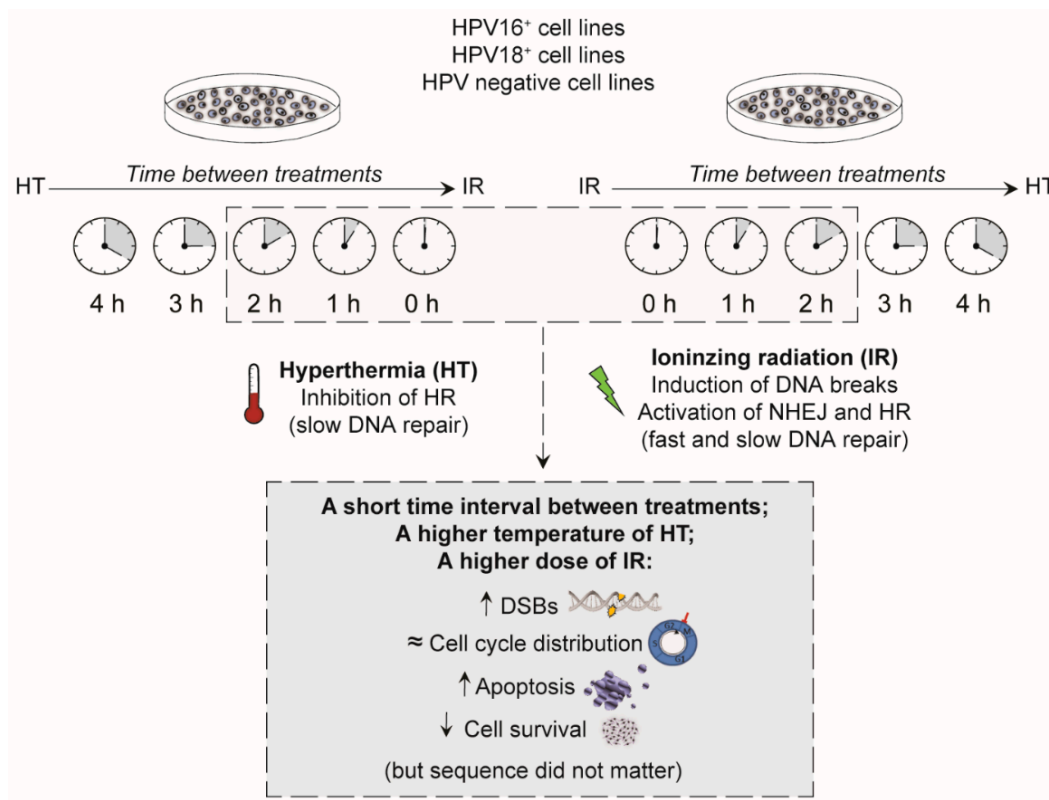 HPV16⁺ cell lines
HPV18⁺ cell lines
HPV negative cell lines
HT Time between treatments IR
IR Time between treatments HT
4 h 3 h 2 h 1 h 0 h
0 h 1 h 2 h 3 h 4 h
Hyperthermia (HT)
Inhibition of HR
(slow DNA repair)
Ioninzing radiation (IR)
Induction of DNA breaks
Activation of NHEJ and HR
(fast and slow DNA repair)
A short time interval between treatments;
A higher temperature of HT;
A higher dose of IR:
↑ DSBs
≈ Cell cycle distribution
G2 M
S
G1
↑ Apoptosis
↓ Cell survival
(but sequence did not matter)